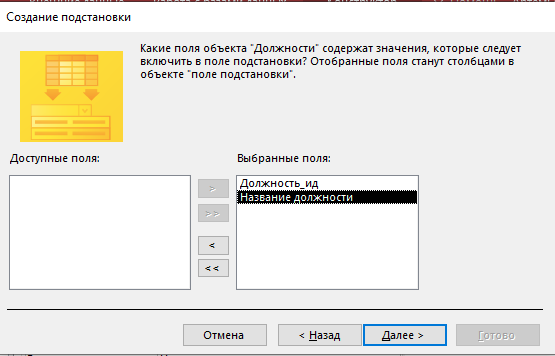 Создание подстановки
Какие поля объекта "Должности" содержат значения, которые следует
включить в поле подстановки? Отобранные поля станут столбцами в
объекте "поле подстановки".
Доступные поля:
Выбранные поля:
Должность_ид
Название должности
>
>>
<
<<
Отмена
< Назад
Далее >
Готово